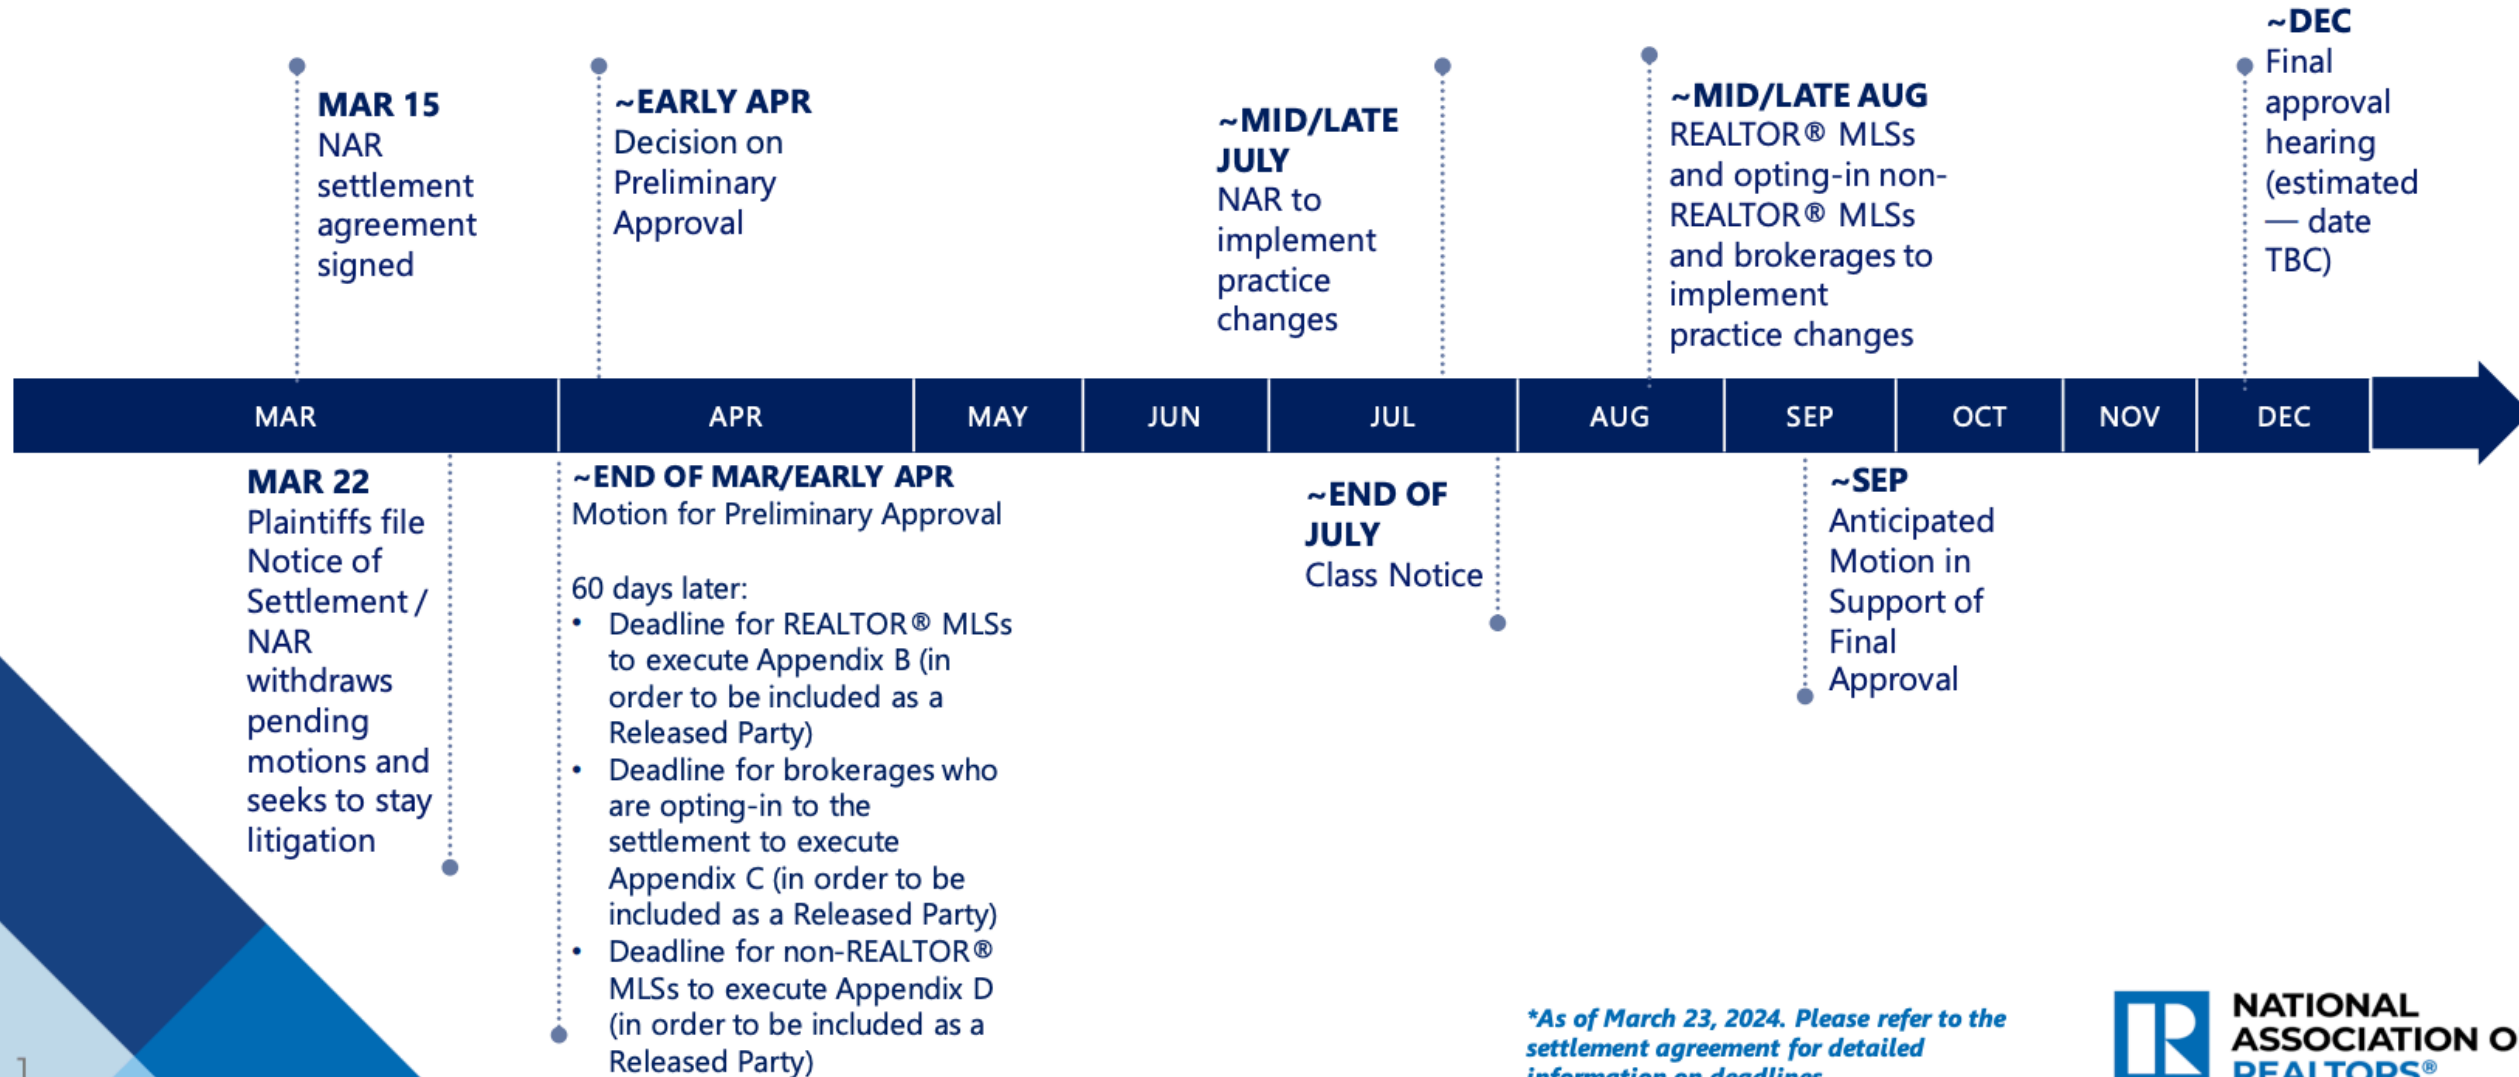 MAR 15
NAR
settlement
agreement
signed
~EARLY APR
Decision on
Preliminary
Approval
~MID/LATE
JULY
NAR to
implement
practice
changes
~MID/LATE AUG
REALTOR® MLSs
and opting-in non-
REALTOR® MLSs
and brokerages to
implement
practice changes
~DEC
Final
approval
hearing
(estimated
— date
TBC)
MAR
APR
MAY
JUN
JUL
AUG
SEP
OCT
NOV
DEC
MAR 22
Plaintiffs file
Notice of
Settlement /
NAR
withdraws
pending
motions and
seeks to stay
litigation
~END OF MAR/EARLY APR
Motion for Preliminary Approval
60 days later:
• Deadline for REALTOR® MLSs
to execute Appendix B (in
order to be included as a
Released Party)
• Deadline for brokerages who
are opting-in to the
settlement to execute
Appendix C (in order to be
included as a Released Party)
• Deadline for non-REALTOR®
MLSs to execute Appendix D
(in order to be included as a
Released Party)
~END OF
JULY
Class Notice
~SEP
Anticipated
Motion in
Support of
Final
Approval
*As of March 23, 2024. Please refer to the
settlement agreement for detailed
information on deadlines
NATIONAL
ASSOCIATION O
REALTORS®
1